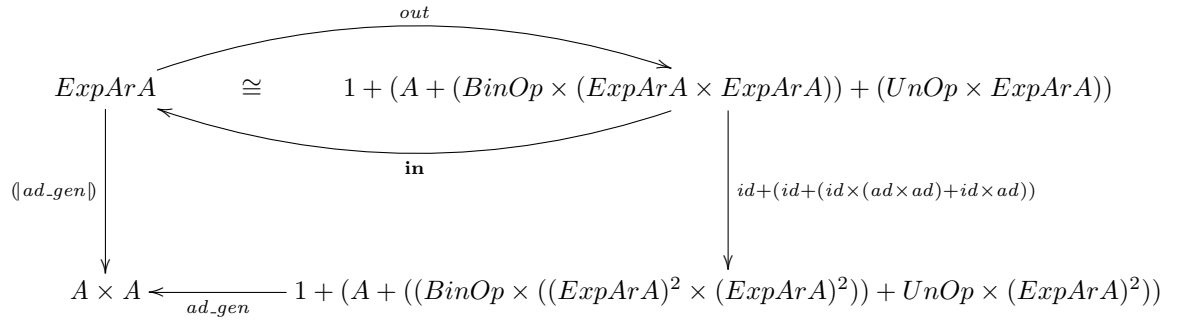 out
ExpArA ≅ 1 + (A + (BinOp × (ExpArA × ExpArA)) + (UnOp × ExpArA))
in
(|ad_gen|) id+(id+(id×(ad×ad)+id×ad))
A × A 1 + (A + ((BinOp × ((ExpArA)² × (ExpArA)²)) + UnOp × (ExpArA)²))
ad_gen